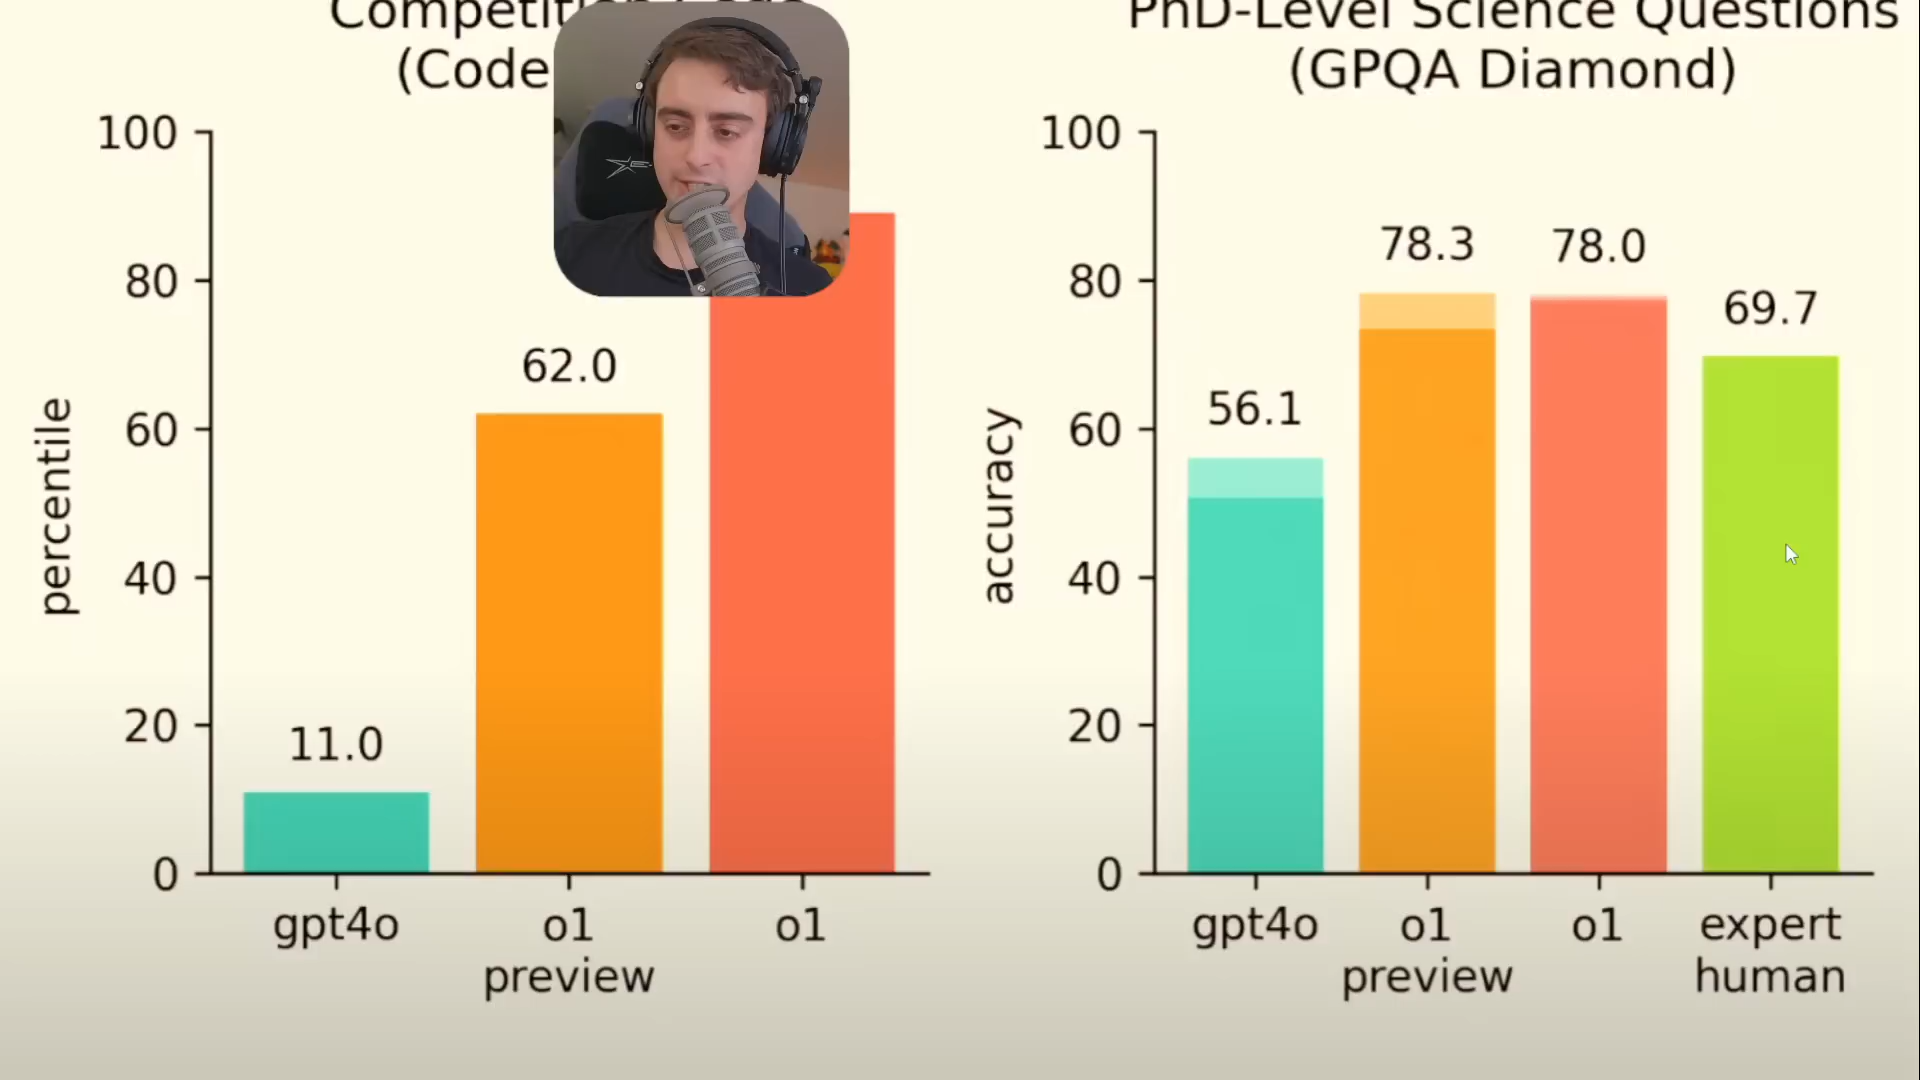 (Code
100
80
60
40
20
0
percentile
11.0
62.0
gpt4o
o1
preview
o1
PhD-Level Science Questions
(GPQA Diamond)
100
80
60
40
20
0
accuracy
56.1
78.3
78.0
69.7
gpt4o
o1
preview
o1
expert
human